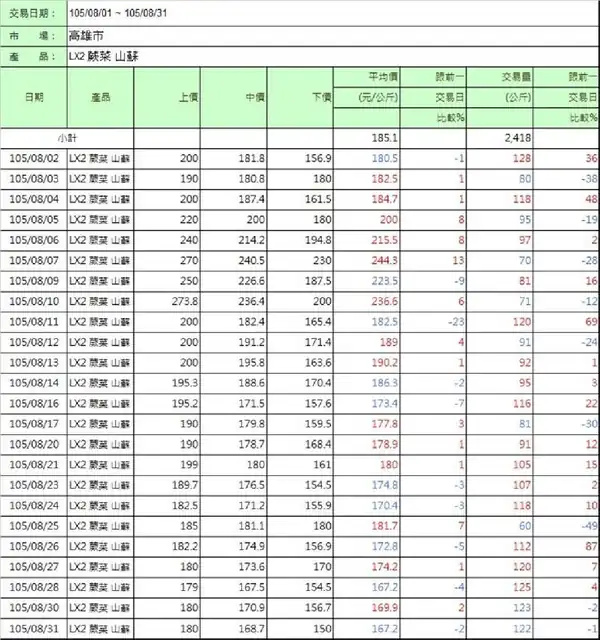 交易日期： 105/08/01 ~ 105/08/31
市　場： 高雄市
產　品： LX2 蕨菜 山蘇
日期 產品 上價 中價 下價 平均價 (元/公斤) 跟前一 交易日 比較% 交易量 (公斤) 跟前一 交易日 比較%
小計 185.1 2,418
105/08/02 LX2 蕨菜 山蘇 200 181.8 156.9 180.5 -1 128 36
105/08/03 LX2 蕨菜 山蘇 190 180.8 180 182.5 1 80 -38
105/08/04 LX2 蕨菜 山蘇 200 187.4 161.5 184.7 1 118 48
105/08/05 LX2 蕨菜 山蘇 220 200 180 200 8 95 -19
105/08/06 LX2 蕨菜 山蘇 240 214.2 194.8 215.5 8 97 2
105/08/07 LX2 蕨菜 山蘇 270 240.5 230 244.3 13 70 -28
105/08/09 LX2 蕨菜 山蘇 250 226.6 187.5 223.5 -9 81 16
105/08/10 LX2 蕨菜 山蘇 273.8 236.4 200 236.6 6 71 -12
105/08/11 LX2 蕨菜 山蘇 200 182.4 165.4 182.5 -23 120 69
105/08/12 LX2 蕨菜 山蘇 200 191.2 171.4 189 4 91 -24
105/08/13 LX2 蕨菜 山蘇 200 195.8 163.6 190.2 1 92 1
105/08/14 LX2 蕨菜 山蘇 195.3 188.6 170.4 186.3 -2 95 3
105/08/16 LX2 蕨菜 山蘇 195.2 171.5 157.6 173.4 -7 116 22
105/08/17 LX2 蕨菜 山蘇 190 179.8 159.5 177.8 3 81 -30
105/08/20 LX2 蕨菜 山蘇 190 178.7 168.4 178.9 1 91 12
105/08/21 LX2 蕨菜 山蘇 199 180 161 180 1 105 15
105/08/23 LX2 蕨菜 山蘇 189.7 176.5 154.5 174.8 -3 107 2
105/08/24 LX2 蕨菜 山蘇 182.5 171.2 155.9 170.4 -3 118 10
105/08/25 LX2 蕨菜 山蘇 185 181.1 180 181.7 7 60 -49
105/08/26 LX2 蕨菜 山蘇 182.2 174.9 156.9 172.8 -5 112 87
105/08/27 LX2 蕨菜 山蘇 180 173.6 170 174.2 1 120 7
105/08/28 LX2 蕨菜 山蘇 179 167.5 154.5 167.2 -4 125 4
105/08/30 LX2 蕨菜 山蘇 180 170.9 156.7 169.9 2 123 -2
105/08/31 LX2 蕨菜 山蘇 180 168.7 150 167.2 -2 122 -1